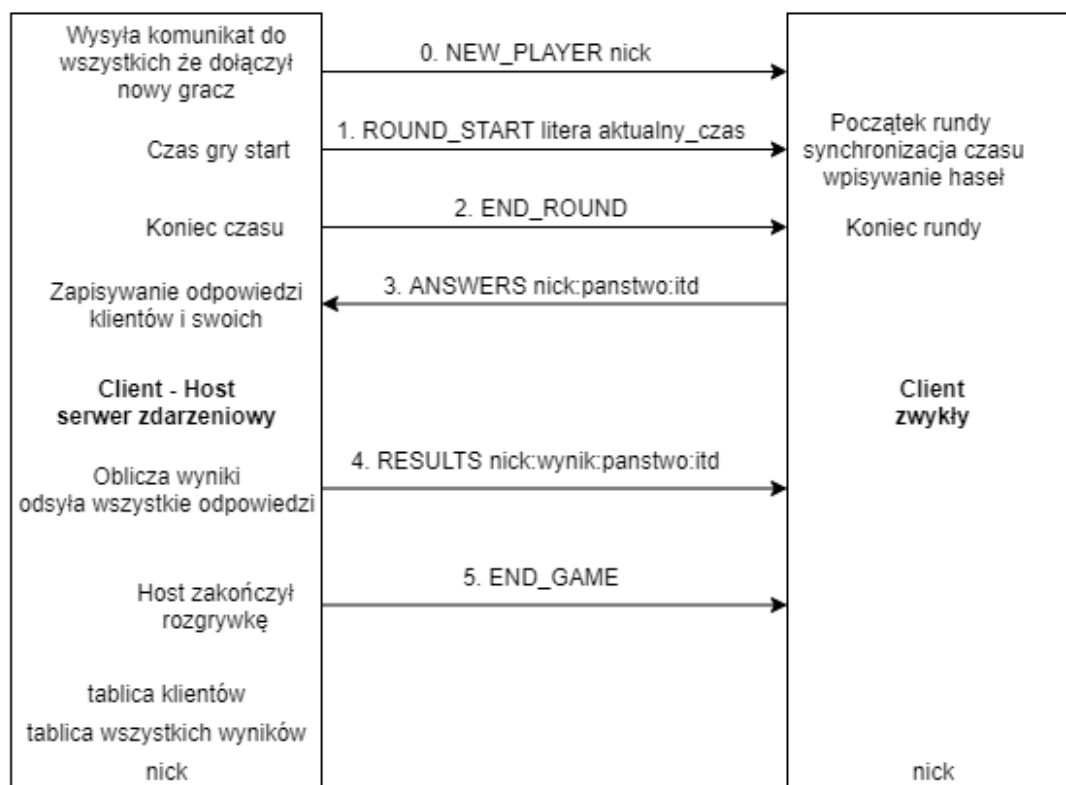 Wysyła komunikat do
wszystkich że dołączył
nowy gracz
0. NEW_PLAYER nick
Czas gry start
1. ROUND_START litera aktualny_czas
Początek rundy
synchronizacja czasu
wpisywanie haseł
Koniec czasu
2. END_ROUND
Koniec rundy
Zapisywanie odpowiedzi
klientów i swoich
3. ANSWERS nick:panstwo:itd
Client - Host
serwer zdarzeniowy
Client
zwykły
Oblicza wyniki
odsyła wszystkie odpowiedzi
4. RESULTS nick:wynik:panstwo:itd
Host zakończył
rozgrywkę
5. END_GAME
tablica klientów
tablica wszystkich wyników
nick
nick